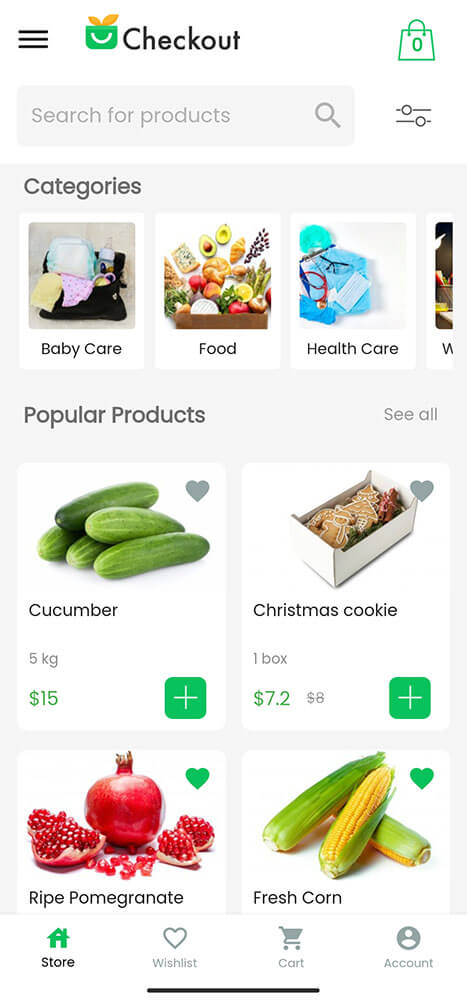 Checkout
0
Search for products
Categories
Baby Care
Food
Health Care
W
Popular Products
See all
Cucumber
5 kg
$15
Christmas cookie
1 box
$7.2 $8
Ripe Pomegranate
Fresh Corn
Store
Wishlist
Cart
Account